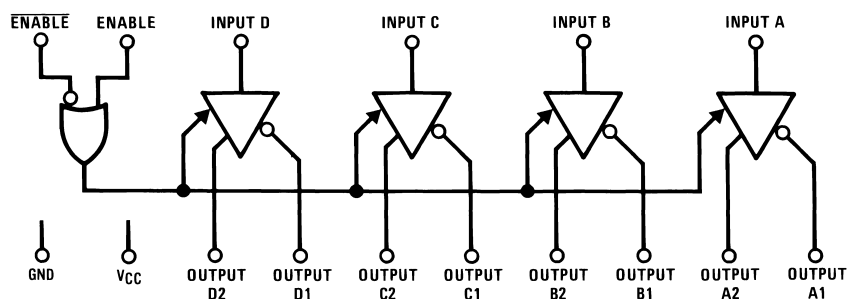 ENABLE ENABLE INPUT D INPUT C INPUT B INPUT A
GND VCC OUTPUT OUTPUT OUTPUT OUTPUT OUTPUT OUTPUT OUTPUT OUTPUT
D2 D1 C2 C1 B2 B1 A2 A1